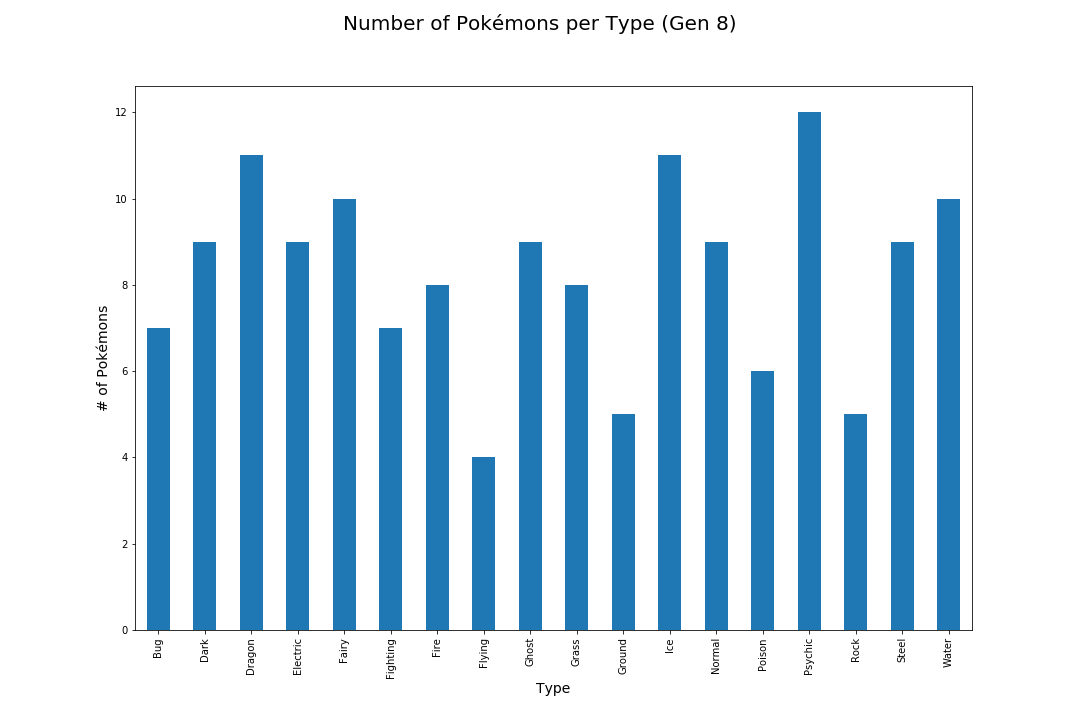 Number of Pokémons per Type (Gen 8)
12
10
8
6
4
2
0
# of Pokémons
Bug
Dark
Dragon
Electric
Fairy
Fighting
Fire
Flying
Ghost
Grass
Ground
Ice
Normal
Poison
Psychic
Rock
Steel
Water
Type